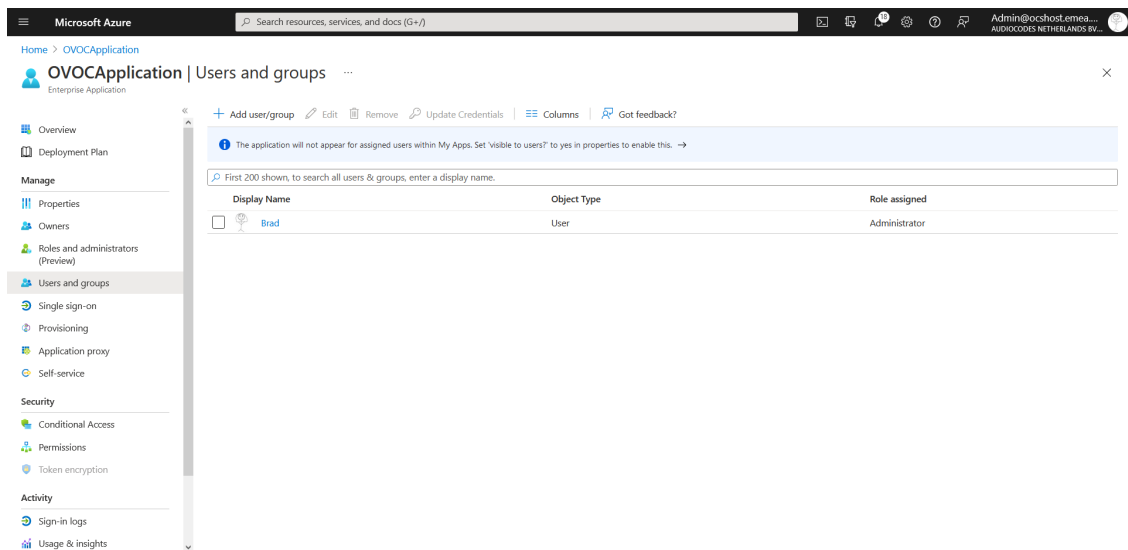 Microsoft Azure
Search resources, services, and docs (G+/)
18
Admin@ocshost.emea....
AUDIOCODES NETHERLANDS BV...
Home > OVOCApplication
OVOCApplication | Users and groups ...
Enterprise Application
Overview
Deployment Plan
Manage
Properties
Owners
Roles and administrators
(Preview)
Users and groups
Single sign-on
Provisioning
Application proxy
Self-service
Security
Conditional Access
Permissions
Token encryption
Activity
Sign-in logs
Usage & insights
Add user/group Edit Remove Update Credentials Columns Got feedback?
The application will not appear for assigned users within My Apps. Set 'visible to users?' to yes in properties to enable this. →
First 200 shown, to search all users & groups, enter a display name.
Display Name Object Type Role assigned
Brad User Administrator